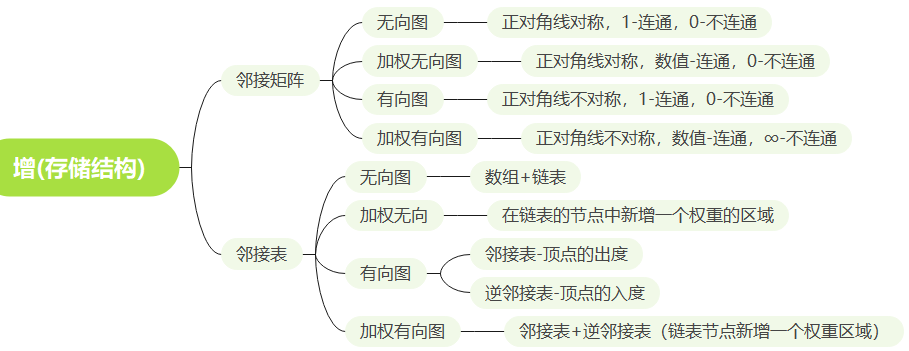 增(存储结构)
邻接矩阵
无向图
正对角线对称，1-连通，0-不连通
加权无向图
正对角线对称，数值-连通，0-不连通
有向图
正对角线不对称，1-连通，0-不连通
加权有向图
正对角线不对称，数值-连通，∞-不连通
邻接表
无向图
数组+链表
加权无向
在链表的节点中新增一个权重的区域
有向图
邻接表-顶点的出度
逆邻接表-顶点的入度
加权有向图
邻接表+逆邻接表（链表节点新增一个权重区域）